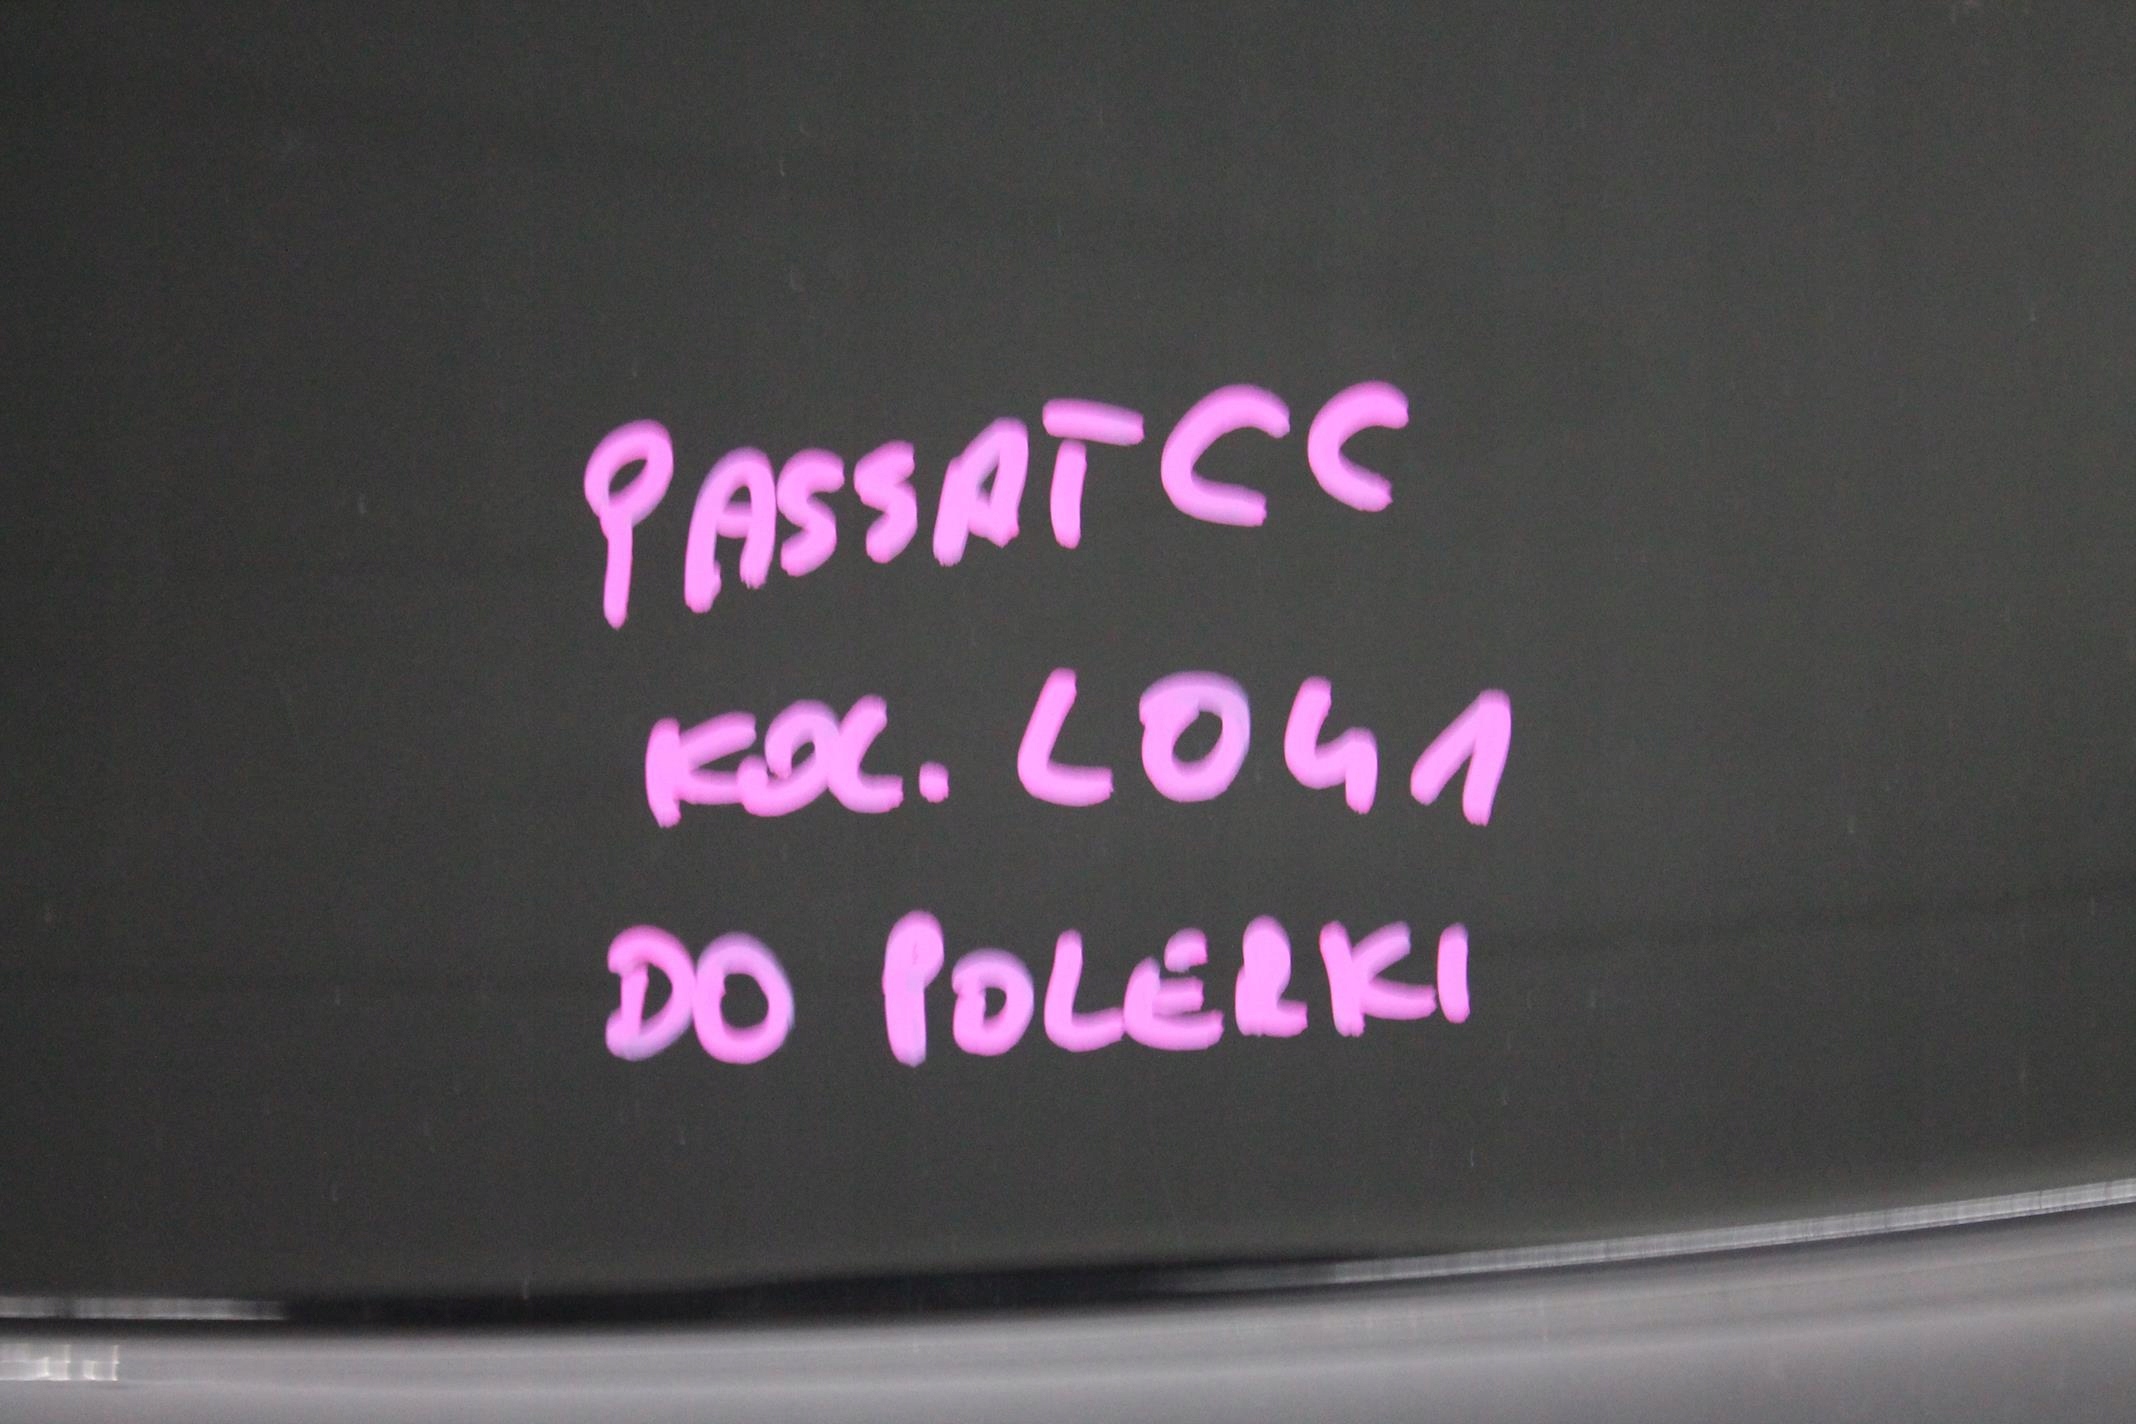 PASSAT CC
KOL. LO41
DO POLERKI